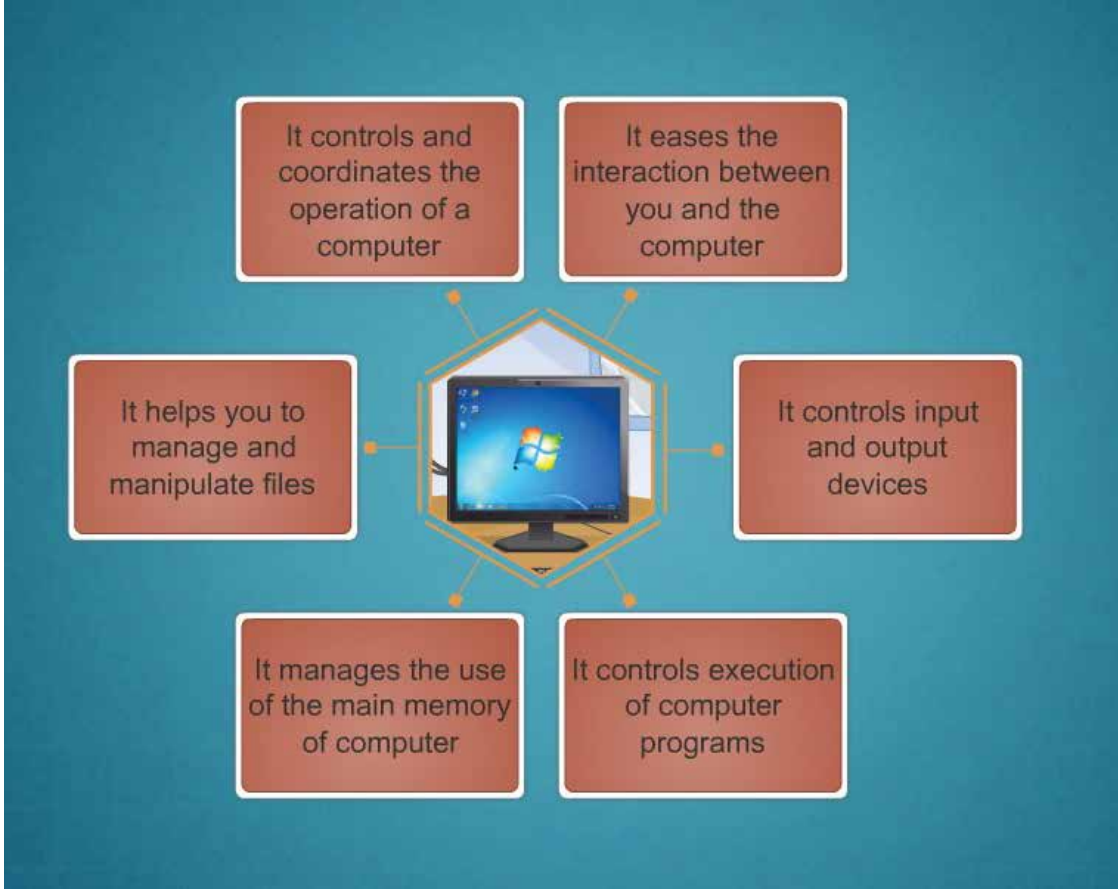 It controls and
coordinates the
operation of a
computer
It eases the
interaction between
you and the
computer
It helps you to
manage and
manipulate files
It controls input
and output
devices
It manages the use
of the main memory
of computer
It controls execution
of computer
programs